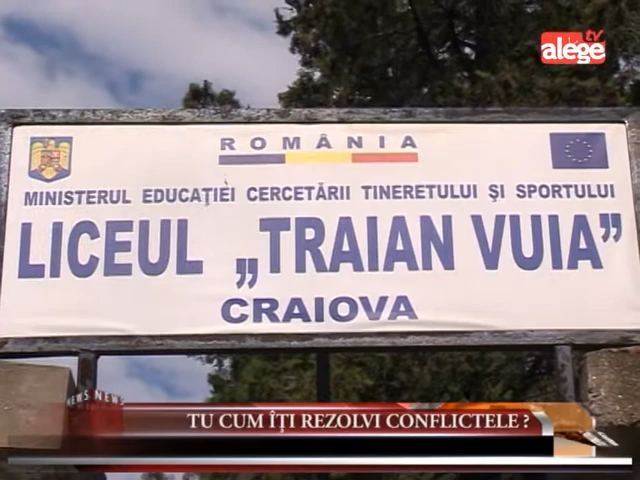 alege tv
ROMÂNIA
MINISTERUL EDUCAŢIEI CERCETĂRII TINERETULUI ŞI SPORTULUI
LICEUL „TRAIAN VUIA”
CRAIOVA
NEWS NEWS
TU CUM ÎŢI REZOLVI CONFLICTELE ?